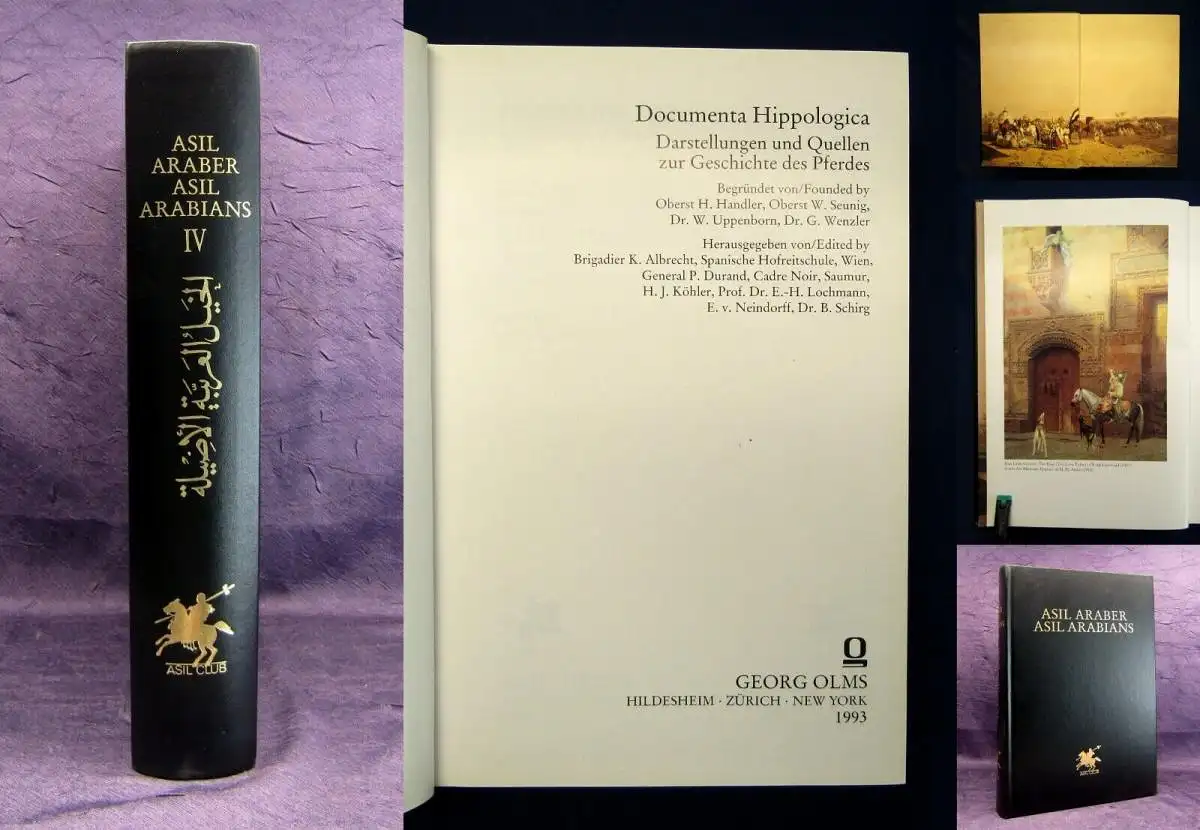 ASIL
ARABER
ASIL
ARABIANS
IV
الخيل العربية الأصيلة
ASIL CLUB
Documenta Hippologica
Darstellungen und Quellen
zur Geschichte des Pferdes
Begründet von/Founded by
Oberst H. Handler, Oberst W. Seunig,
Dr. W. Uppenborn, Dr. G. Wenzler
Herausgegeben von/Edited by
Brigadier K. Albrecht, Spanische Hofreitschule, Wien,
General P. Durand, Cadre Noir, Saumur,
H. J. Köhler, Prof. Dr. E.-H. Lochmann,
E. v. Neindorff, Dr. B. Schirg
GEORG OLMS
HILDESHEIM · ZÜRICH · NEW YORK
1993
ASIL ARABER
ASIL ARABIANS
ASIL CLUB